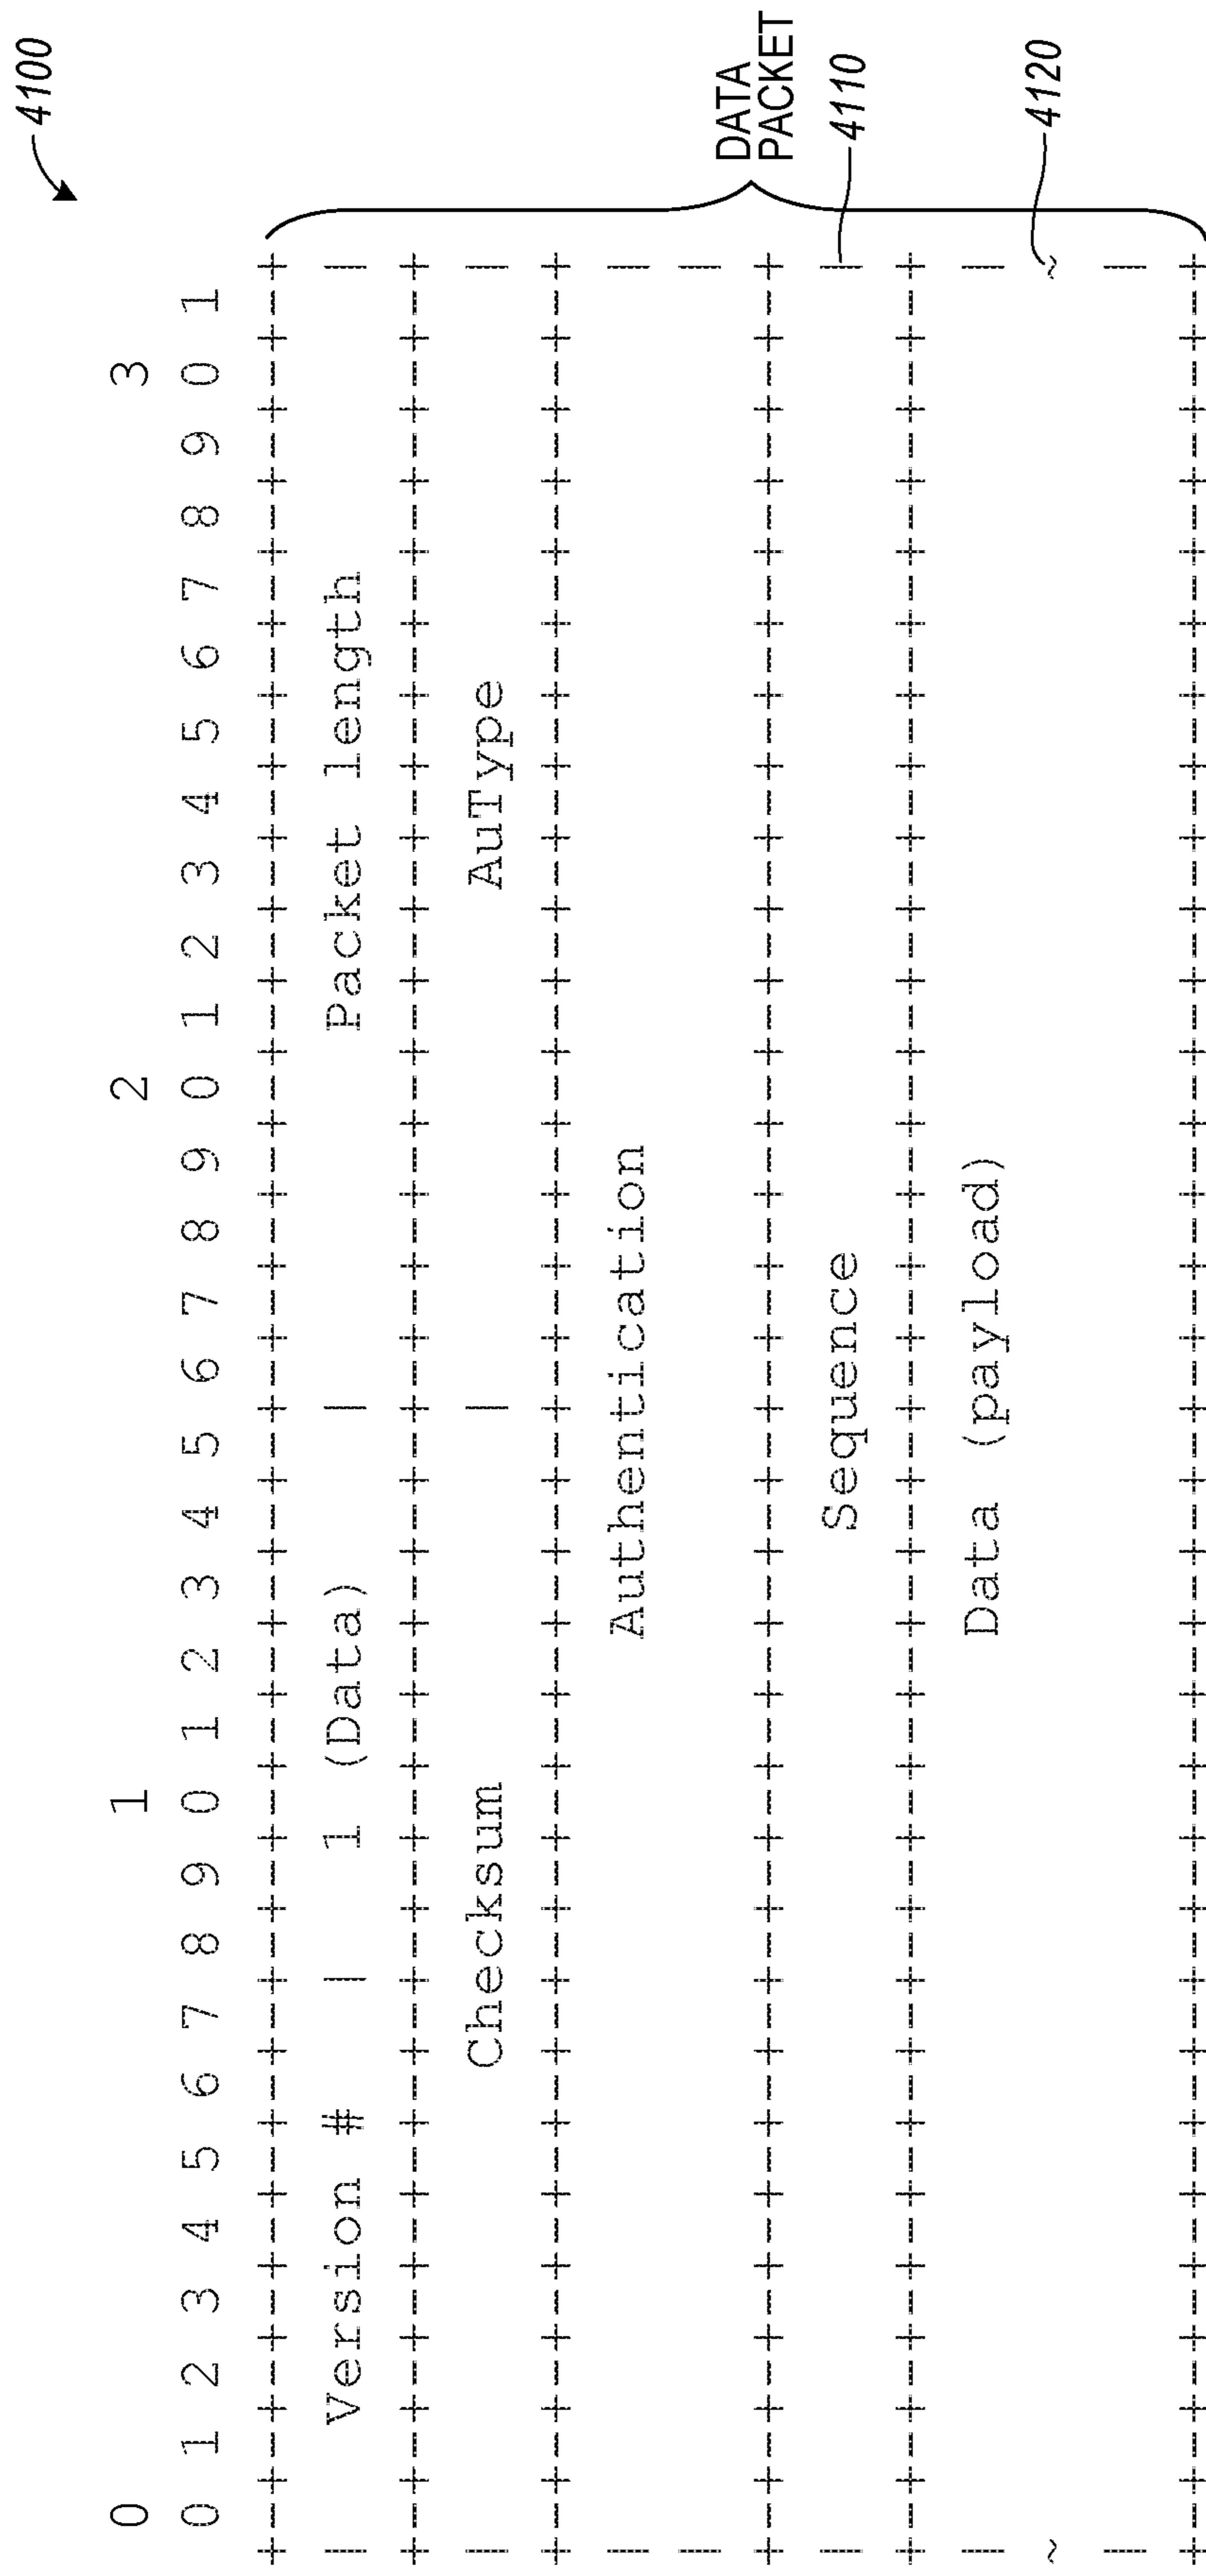 4100
0                   1                   2                   3
0 1 2 3 4 5 6 7 8 9 0 1 2 3 4 5 6 7 8 9 0 1 2 3 4 5 6 7 8 9 0 1
+-+-+-+-+-+-+-+-+-+-+-+-+-+-+-+-+-+-+-+-+-+-+-+-+-+-+-+-+-+-+-+-+
|   Version #   |   1 (Data)    |          Packet length        |
+-+-+-+-+-+-+-+-+-+-+-+-+-+-+-+-+-+-+-+-+-+-+-+-+-+-+-+-+-+-+-+-+
|             Checksum          |              AuType           |
+-+-+-+-+-+-+-+-+-+-+-+-+-+-+-+-+-+-+-+-+-+-+-+-+-+-+-+-+-+-+-+-+
|                         Authentication                        |
|                                                               |
+-+-+-+-+-+-+-+-+-+-+-+-+-+-+-+-+-+-+-+-+-+-+-+-+-+-+-+-+-+-+-+-+
DATA
PACKET
|                            Sequence                           | 4110
+-+-+-+-+-+-+-+-+-+-+-+-+-+-+-+-+-+-+-+-+-+-+-+-+-+-+-+-+-+-+-+-+
|                         Data (payload)                        |
~                                                               ~ 4120
|                                                               |
+-+-+-+-+-+-+-+-+-+-+-+-+-+-+-+-+-+-+-+-+-+-+-+-+-+-+-+-+-+-+-+-+